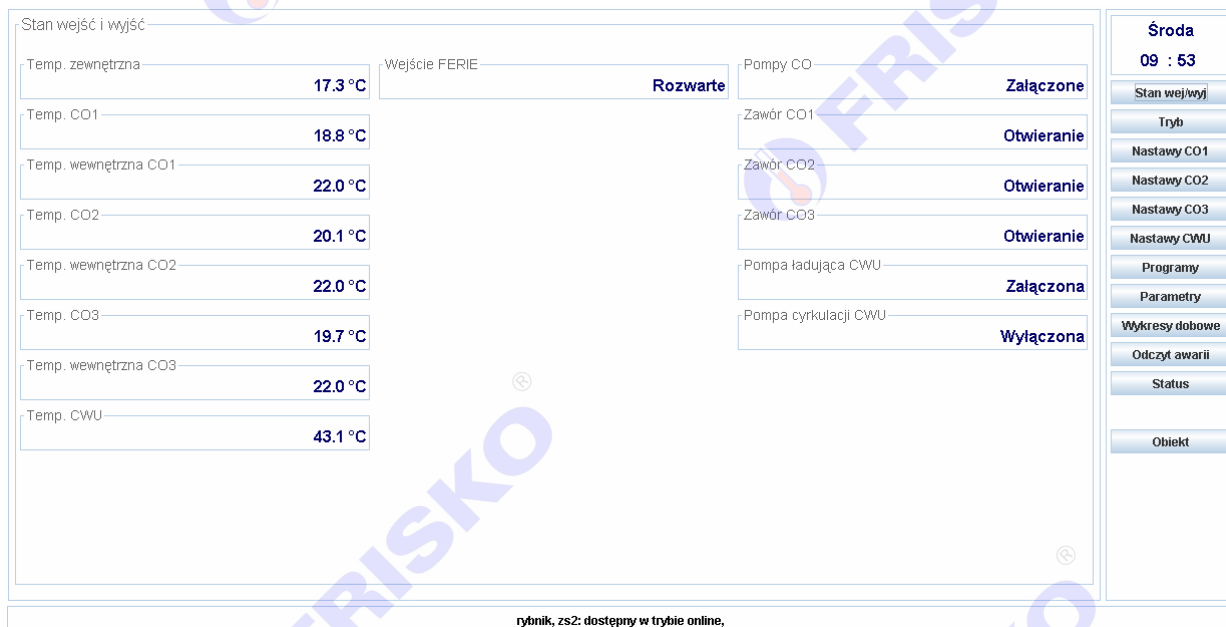 Stan wejść i wyjść
Temp. zewnętrzna
17.3 °C
Temp. CO1
18.8 °C
Temp. wewnętrzna CO1
22.0 °C
Temp. CO2
20.1 °C
Temp. wewnętrzna CO2
22.0 °C
Temp. CO3
19.7 °C
Temp. wewnętrzna CO3
22.0 °C
Temp. CWU
43.1 °C
Wejście FERIE
Rozwarte
Pompy CO
Załączone
Zawór CO1
Otwieranie
Zawór CO2
Otwieranie
Zawór CO3
Otwieranie
Pompa ładująca CWU
Załączona
Pompa cyrkulacji CWU
Wyłączona
Środa
09 : 53
Stan wej/wyj
Tryb
Nastawy CO1
Nastawy CO2
Nastawy CO3
Nastawy CWU
Programy
Parametry
Wykresy dobowe
Odczyt awarii
Status
Obiekt
FRISKO ®
rybnik, zs2: dostępny w trybie online,